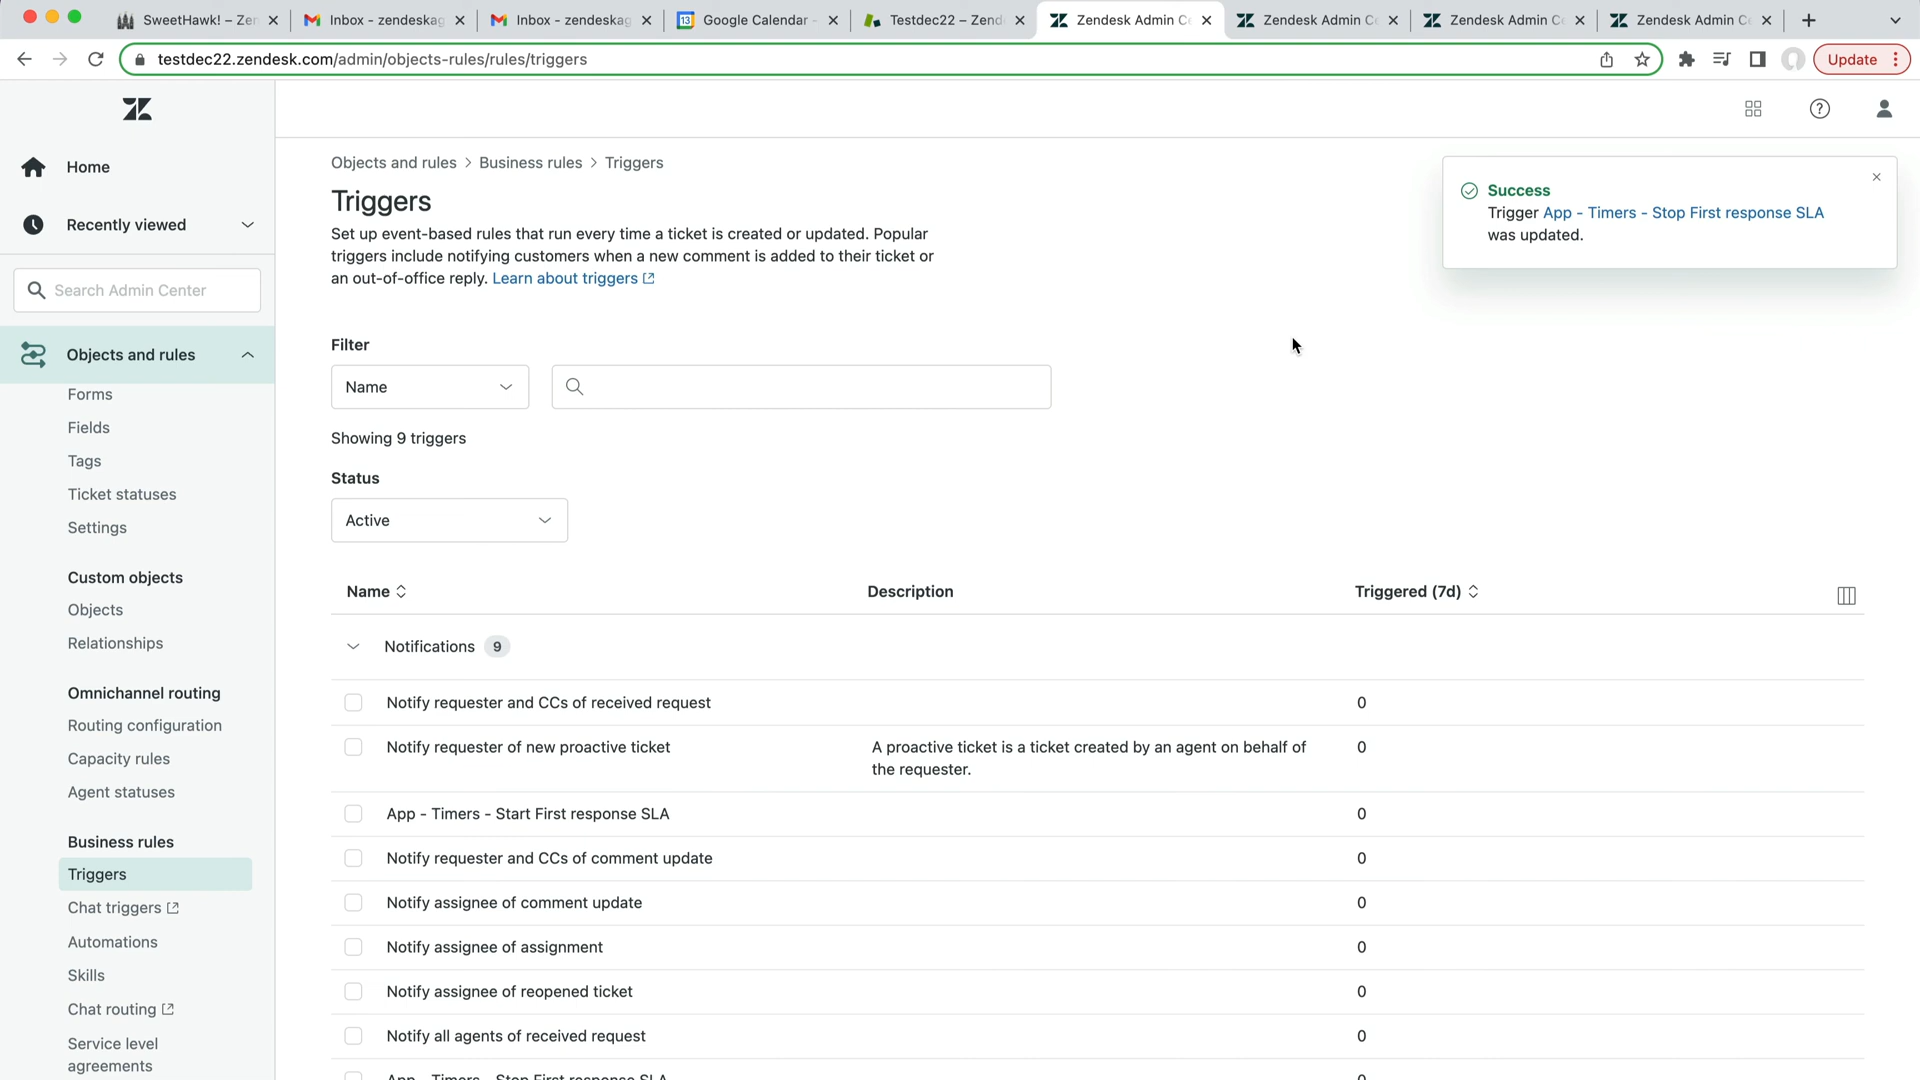 SweetHawk! – Zen
Inbox - zendeskag
Inbox - zendeskag
13
Google Calendar -
Testdec22 – Zend
Zendesk Admin C
Zendesk Admin C
Zendesk Admin C
Zendesk Admin C
testdec22.zendesk.com/admin/objects-rules/rules/triggers
Update
Home
Recently viewed
Search Admin Center
Objects and rules
Forms
Fields
Tags
Ticket statuses
Settings
Custom objects
Objects
Relationships
Omnichannel routing
Routing configuration
Capacity rules
Agent statuses
Business rules
Triggers
Chat triggers
Automations
Skills
Chat routing
Service level
agreements
Objects and rules > Business rules > Triggers
Triggers
Set up event-based rules that run every time a ticket is created or updated. Popular
triggers include notifying customers when a new comment is added to their ticket or
an out-of-office reply. Learn about triggers
Success
Trigger App - Timers - Stop First response SLA
was updated.
Filter
Name
Showing 9 triggers
Status
Active
Name Description Triggered (7d)
Notifications 9
Notify requester and CCs of received request 0
Notify requester of new proactive ticket A proactive ticket is a ticket created by an agent on behalf of 0
the requester.
App - Timers - Start First response SLA 0
Notify requester and CCs of comment update 0
Notify assignee of comment update 0
Notify assignee of assignment 0
Notify assignee of reopened ticket 0
Notify all agents of received request 0
App - Timers - Stop First response SLA 0